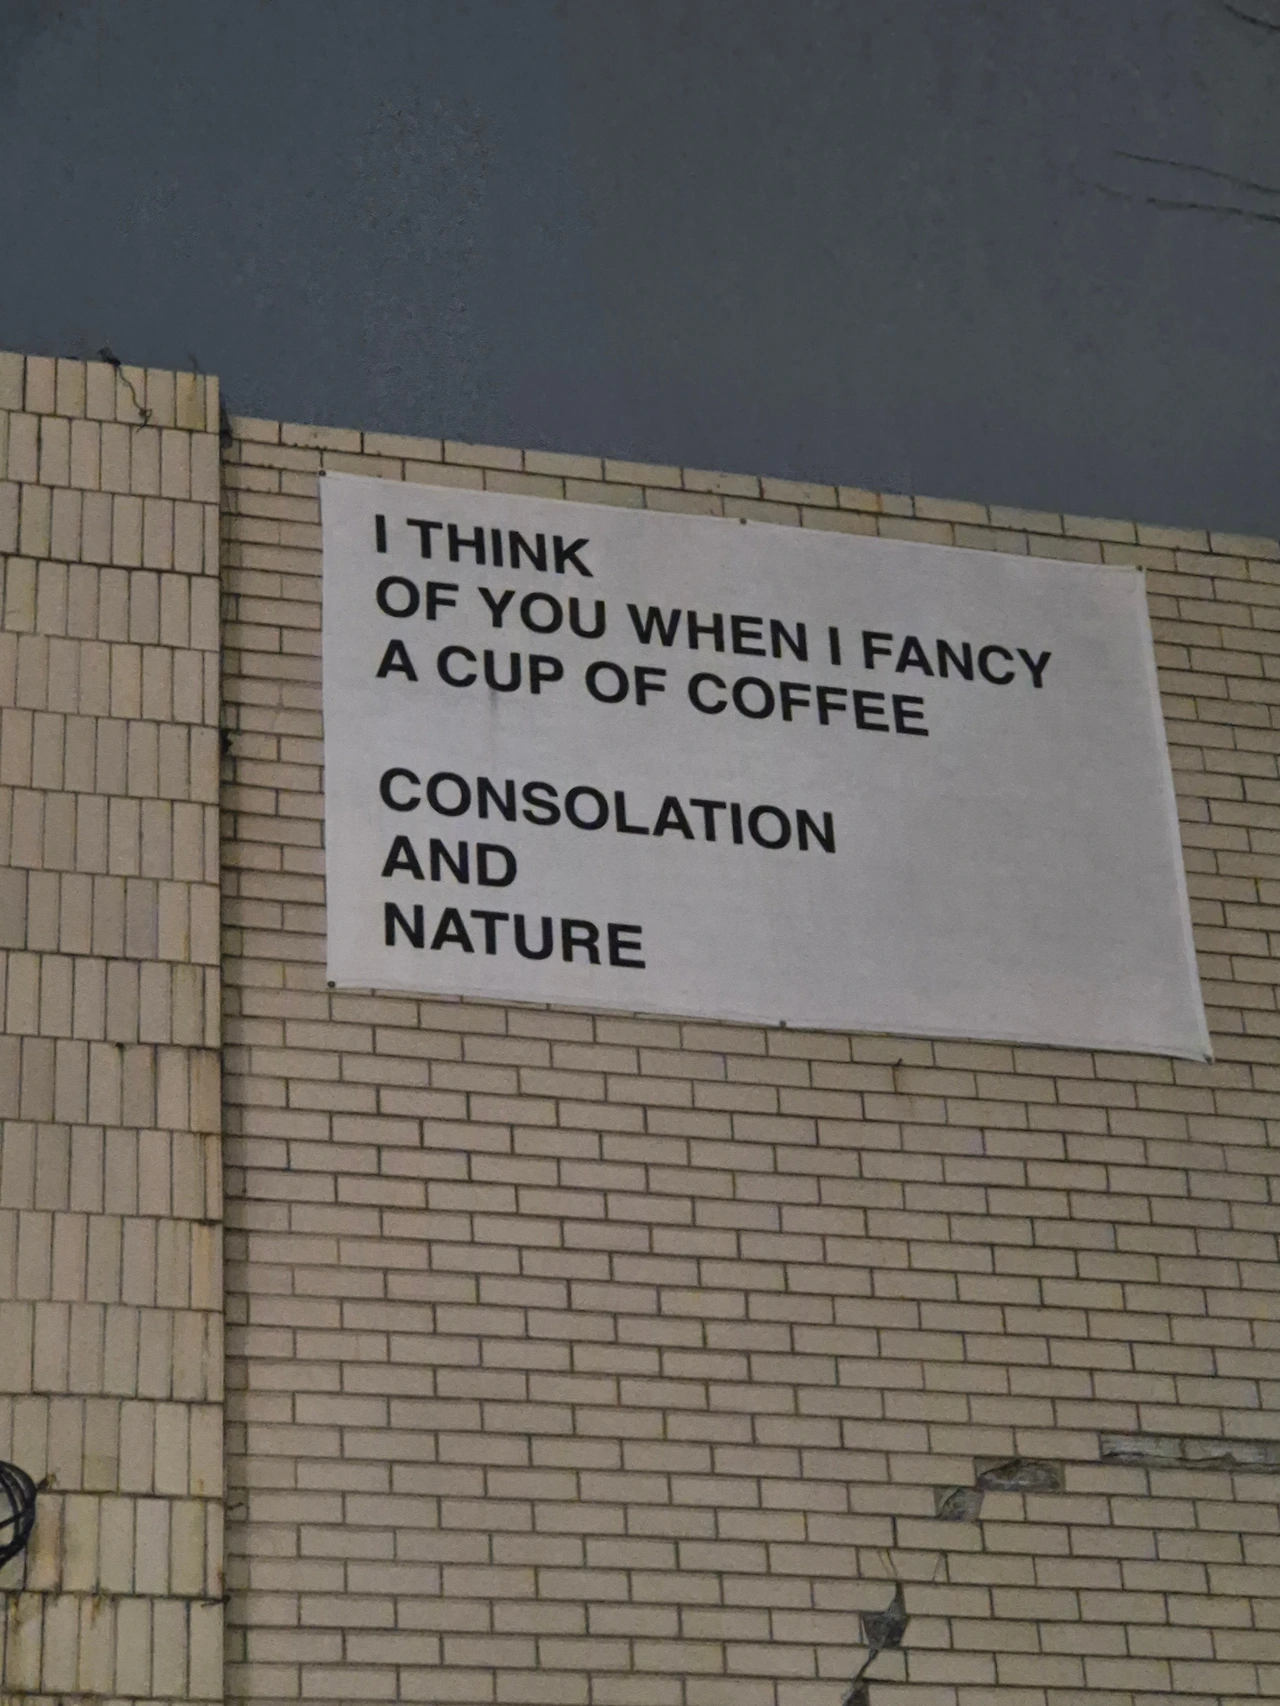 I THINK
OF YOU WHEN I FANCY
A CUP OF COFFEE
CONSOLATION
AND
NATURE